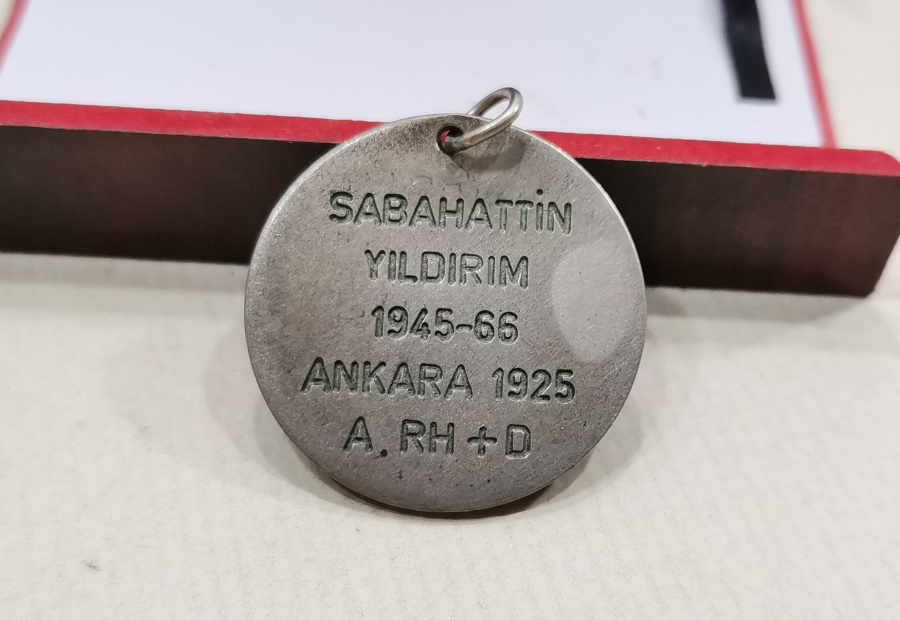 SABAHATTİN
YILDIRIM
1945-66
ANKARA 1925
A. RH + D